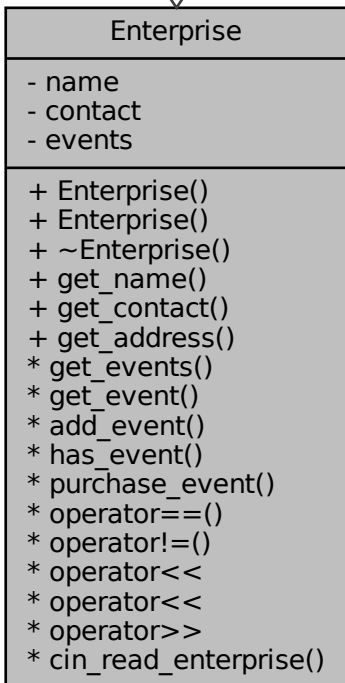 Enterprise
- name
- contact
- events
+ Enterprise()
+ Enterprise()
+ ~Enterprise()
+ get_name()
+ get_contact()
+ get_address()
* get_events()
* get_event()
* add_event()
* has_event()
* purchase_event()
* operator==()
* operator!=()
* operator<<
* operator<<
* operator>>
* cin_read_enterprise()